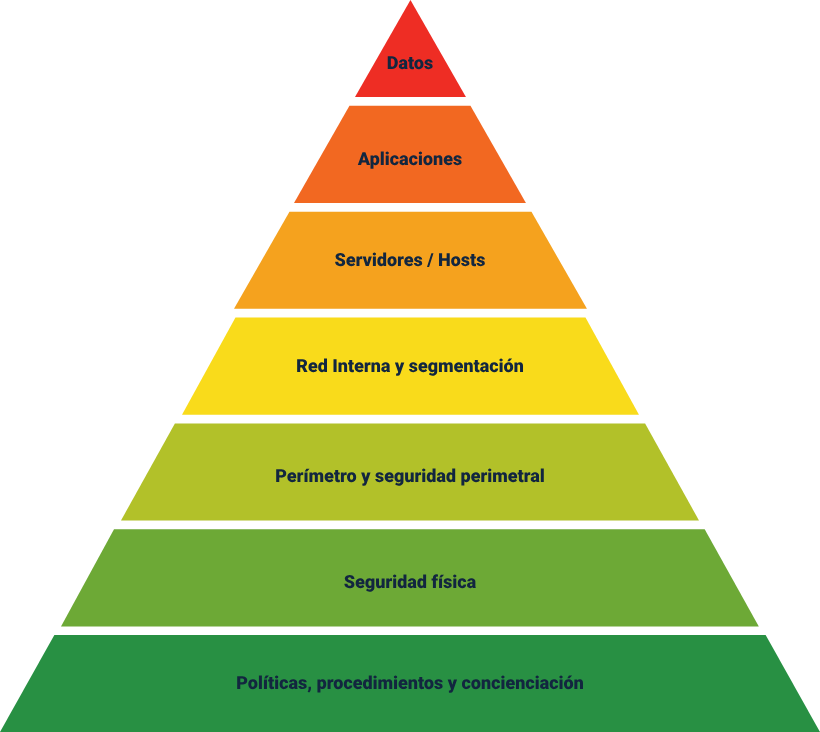 Datos
Aplicaciones
Servidores / Hosts
Red Interna y segmentación
Perímetro y seguridad perimetral
Seguridad física
Políticas, procedimientos y concienciación